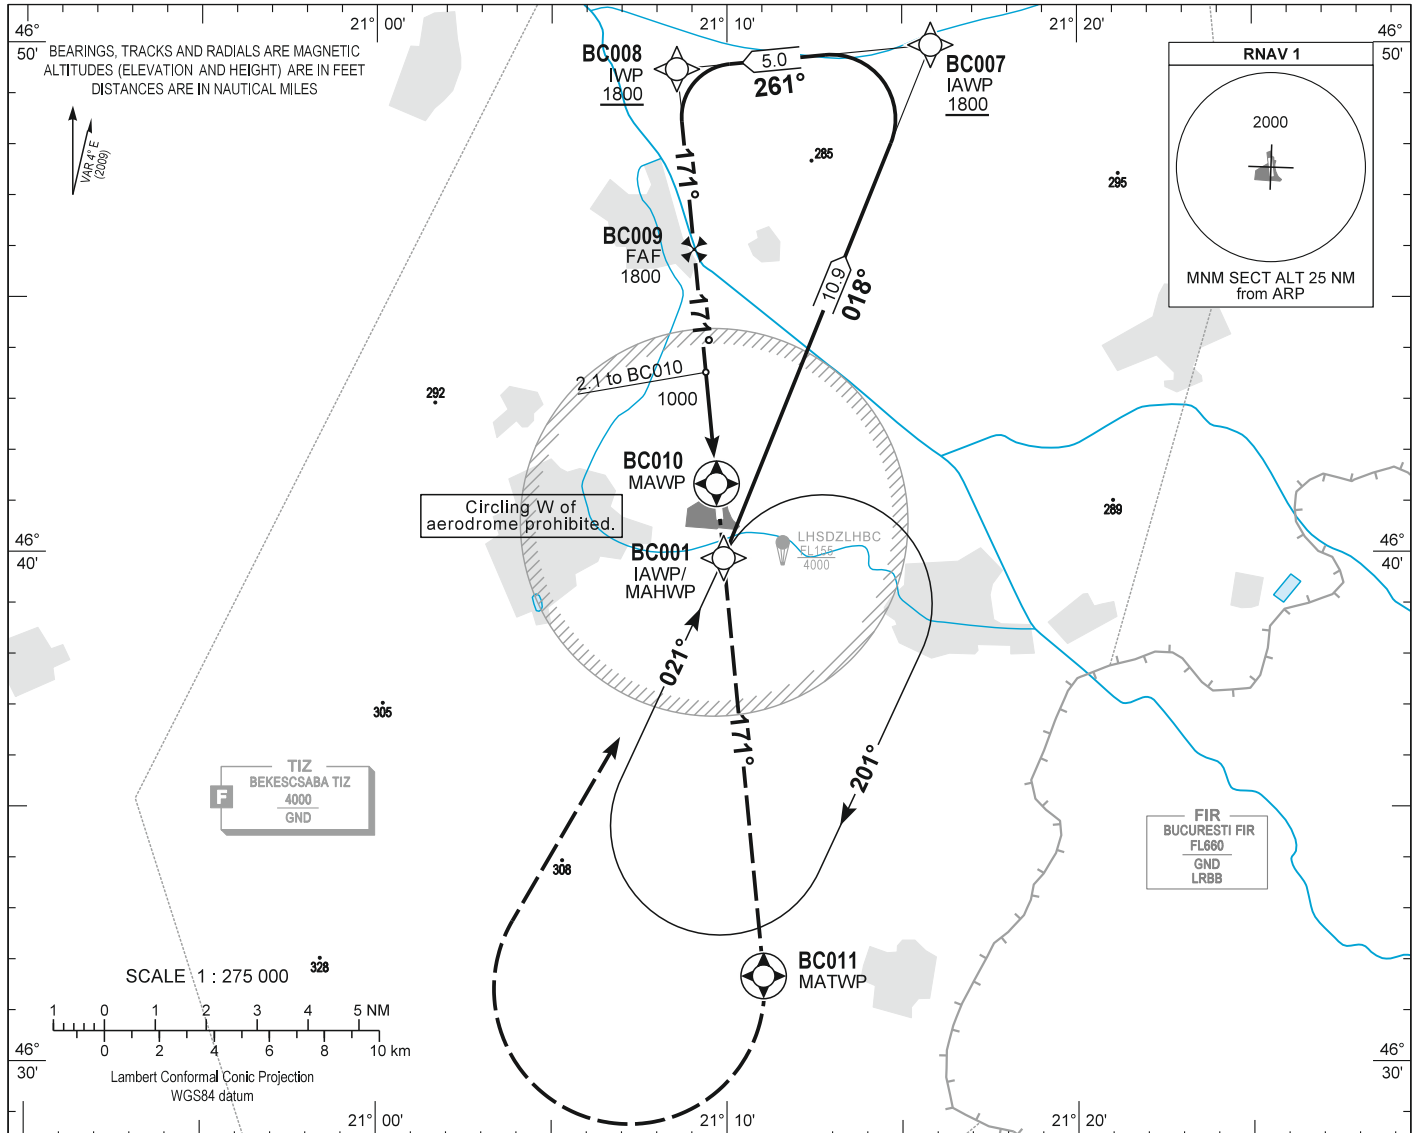 46°
50'
21° 00'
21° 10'
21° 20'
46°
50'
BEARINGS, TRACKS AND RADIALS ARE MAGNETIC
ALTITUDES (ELEVATION AND HEIGHT) ARE IN FEET
DISTANCES ARE IN NAUTICAL MILES
VAR 4° E
(2009)
BC008
IWP
1800
5.0
261°
BC007
IAWP
1800
RNAV 1
2000
MNM SECT ALT 25 NM
from ARP
285
295
171°
BC009
FAF
1800
10.9
018°
171°
2.1 to BC010
1000
292
BC010
MAWP
Circling W of
aerodrome prohibited.
289
46°
40'
BC001
IAWP/
MAHWP
LHSDZLHBC
FL155
4000
46°
40'
021°
305
171°
201°
TIZ
BEKESCSABA TIZ
4000
GND
F
FIR
BUCURESTI FIR
FL660
GND
LRBB
308
328
BC011
MATWP
SCALE 1 : 275 000
1 0 1 2 3 4 5 NM
0 2 4 6 8 10 km
Lambert Conformal Conic Projection
WGS84 datum
46°
30'
46°
30'
21° 00'
21° 10'
21° 20'